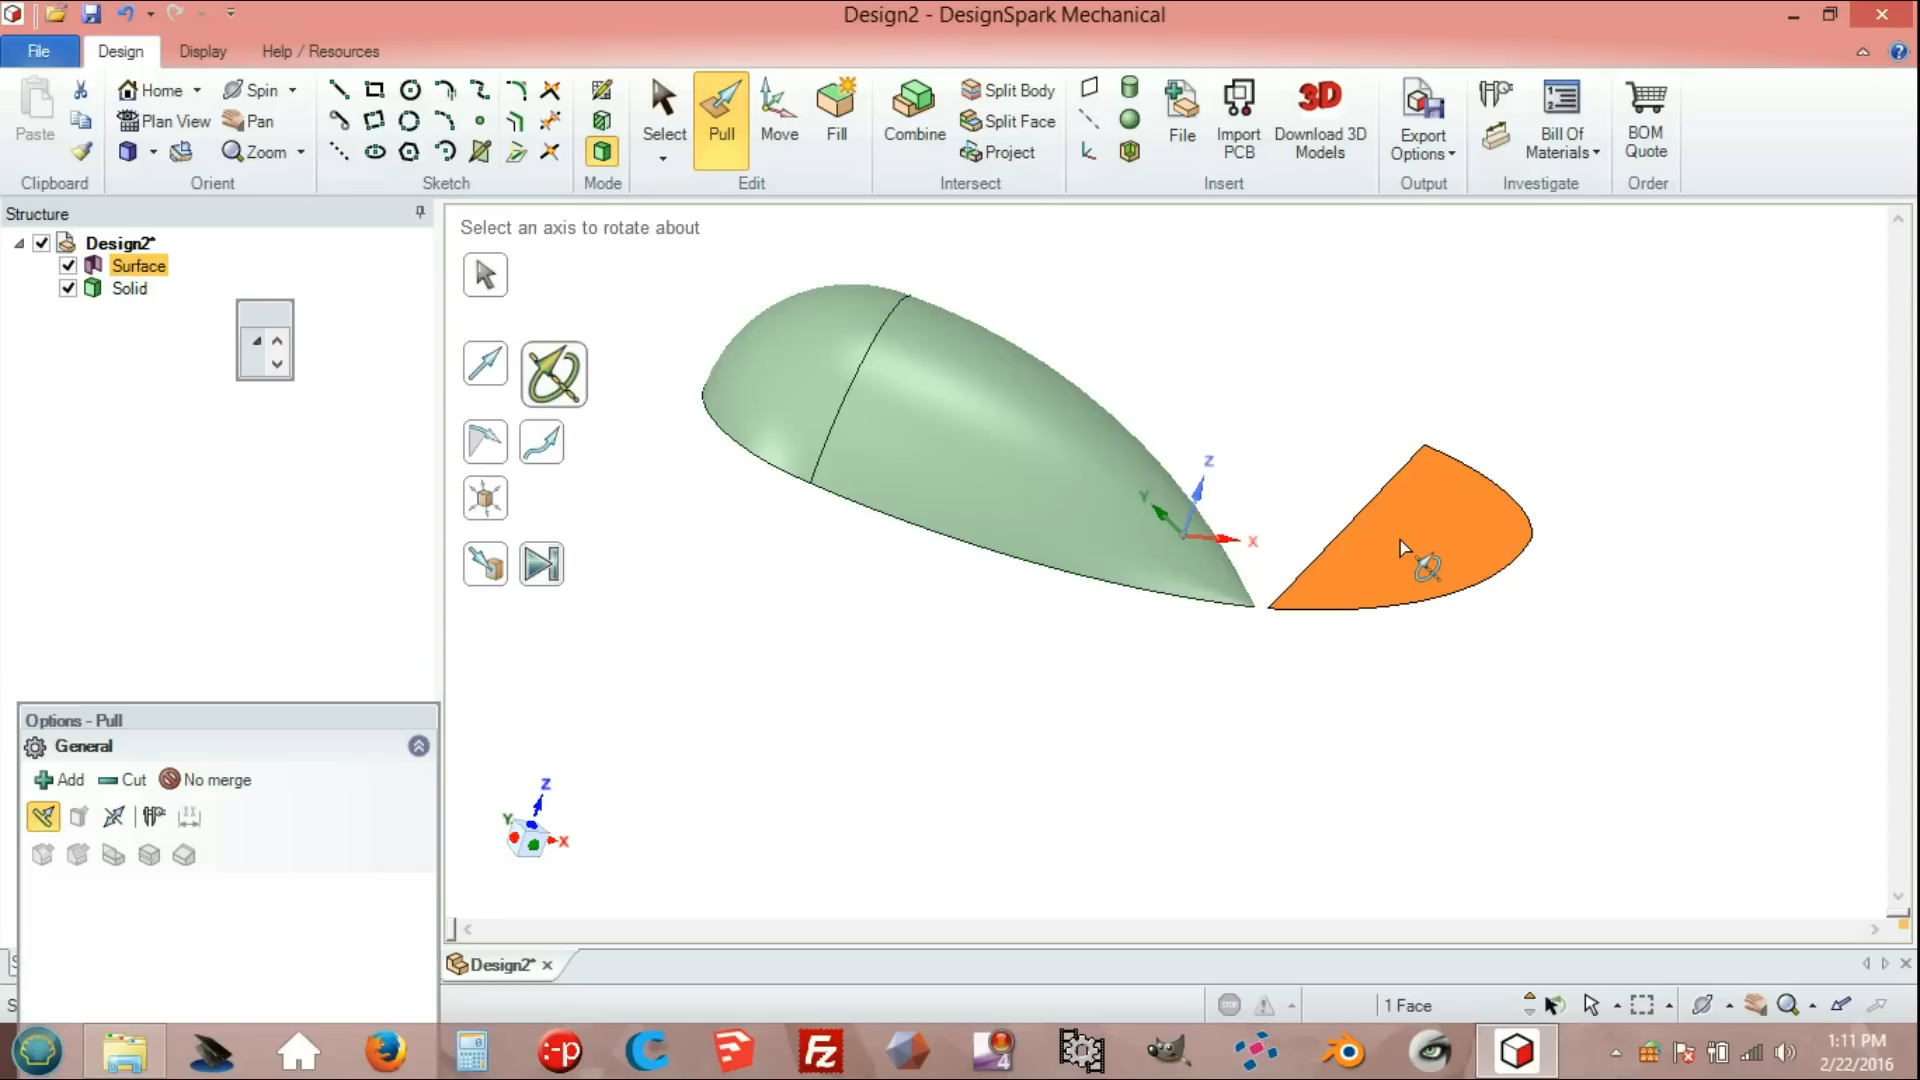 Design2 - DesignSpark Mechanical
File Design Display Help / Resources
Paste
Home Spin
Plan View Pan
Zoom
Select Pull Move Fill
Combine
Split Body
Split Face
Project
File Import PCB Download 3D Models
Export Options
Bill Of Materials
BOM Quote
Clipboard Orient Sketch Mode Edit Intersect Insert Output Investigate Order
Structure
Design2*
Surface
Solid
Select an axis to rotate about
Z
Y
X
Options - Pull
General
Add Cut No merge
Z
Y
X
Design2*
1 Face
:-p
Fz
4
1:11 PM
2/22/2016